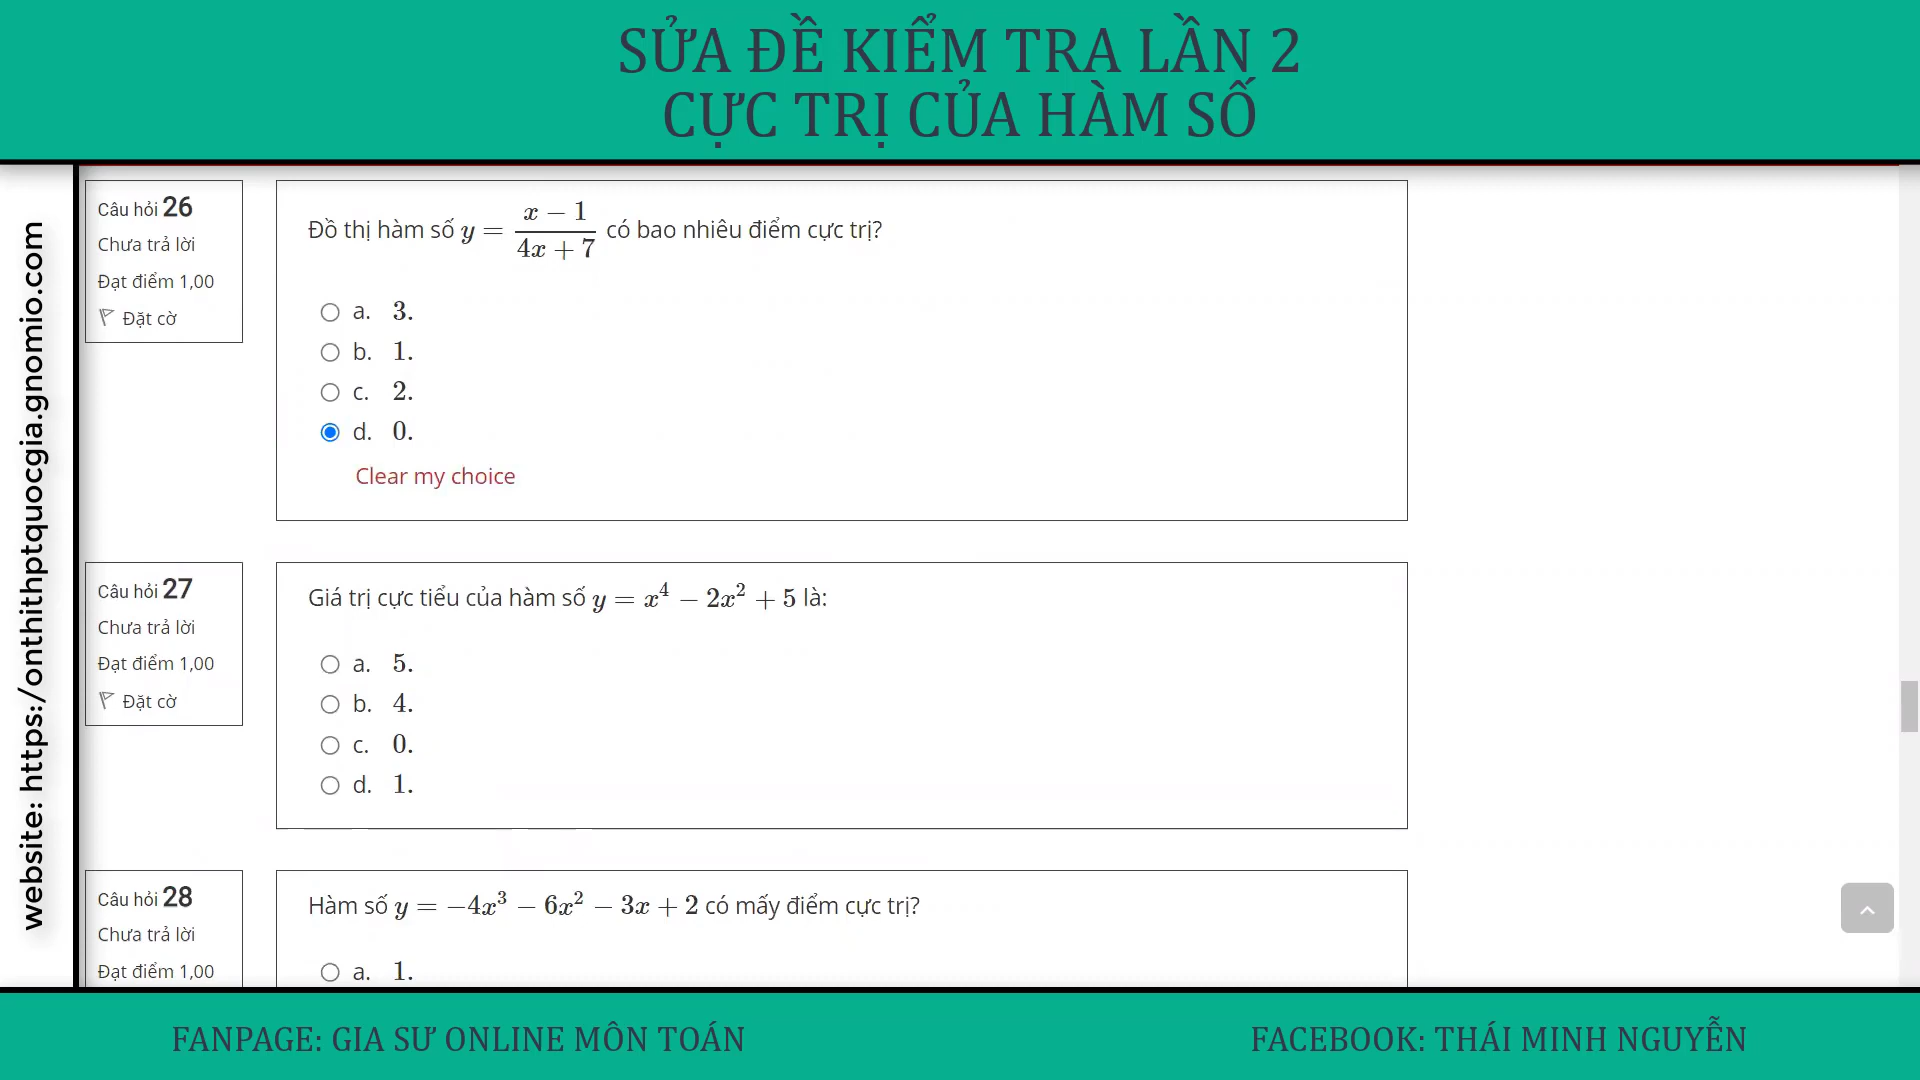 SỬA ĐỀ KIỂM TRA LẦN 2
CỰC TRỊ CỦA HÀM SỐ
website: https:/onthithptquocgia.gnomio.com
Câu hỏi 26
Chưa trả lời
Đạt điểm 1,00
Đặt cờ
Đồ thị hàm số y = (x − 1)/(4x + 7) có bao nhiêu điểm cực trị?
a. 3.
b. 1.
c. 2.
d. 0.
Clear my choice
Câu hỏi 27
Chưa trả lời
Đạt điểm 1,00
Đặt cờ
Giá trị cực tiểu của hàm số y = x⁴ − 2x² + 5 là:
a. 5.
b. 4.
c. 0.
d. 1.
Câu hỏi 28
Chưa trả lời
Đạt điểm 1,00
Hàm số y = −4x³ − 6x² − 3x + 2 có mấy điểm cực trị?
a. 1.
FANPAGE: GIA SƯ ONLINE MÔN TOÁN
FACEBOOK: THÁI MINH NGUYỄN